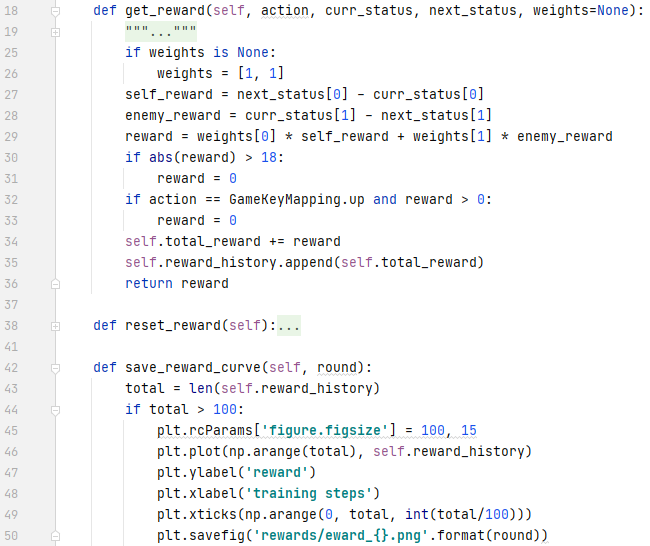 18 def get_reward(self, action, curr_status, next_status, weights=None):
19 """..."""
25 if weights is None:
26 weights = [1, 1]
27 self_reward = next_status[0] - curr_status[0]
28 enemy_reward = curr_status[1] - next_status[1]
29 reward = weights[0] * self_reward + weights[1] * enemy_reward
30 if abs(reward) > 18:
31 reward = 0
32 if action == GameKeyMapping.up and reward > 0:
33 reward = 0
34 self.total_reward += reward
35 self.reward_history.append(self.total_reward)
36 return reward
37
38 def reset_reward(self):...
41
42 def save_reward_curve(self, round):
43 total = len(self.reward_history)
44 if total > 100:
45 plt.rcParams['figure.figsize'] = 100, 15
46 plt.plot(np.arange(total), self.reward_history)
47 plt.ylabel('reward')
48 plt.xlabel('training steps')
49 plt.xticks(np.arange(0, total, int(total/100)))
50 plt.savefig('rewards/eward_{}.png'.format(round))